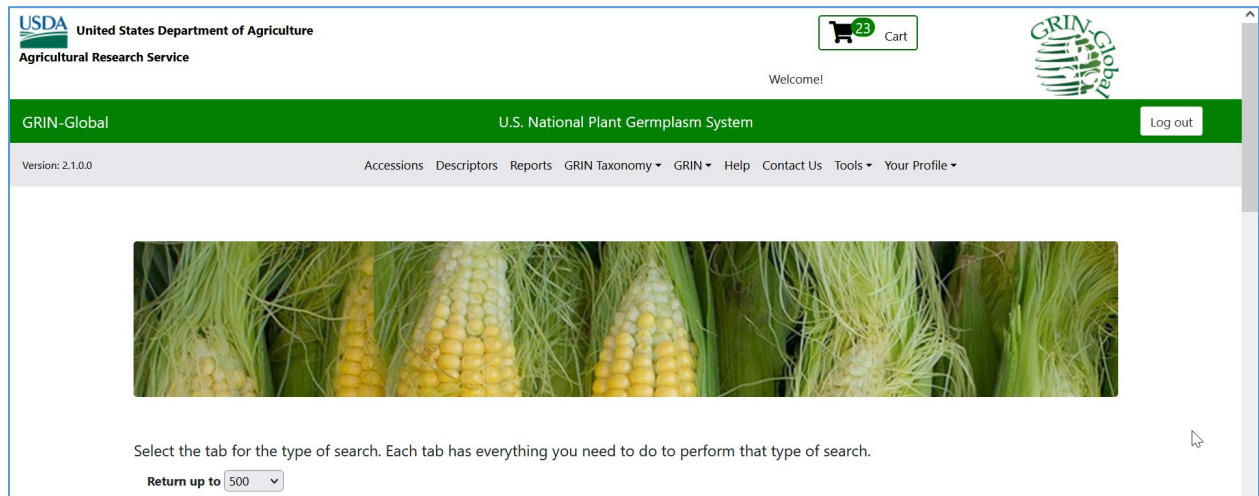 USDA United States Department of Agriculture
Agricultural Research Service
23 Cart
Welcome!
GRIN-Global
GRIN-Global U.S. National Plant Germplasm System Log out
Version: 2.1.0.0 Accessions Descriptors Reports GRIN Taxonomy GRIN Help Contact Us Tools Your Profile
Select the tab for the type of search. Each tab has everything you need to do to perform that type of search.
Return up to 500